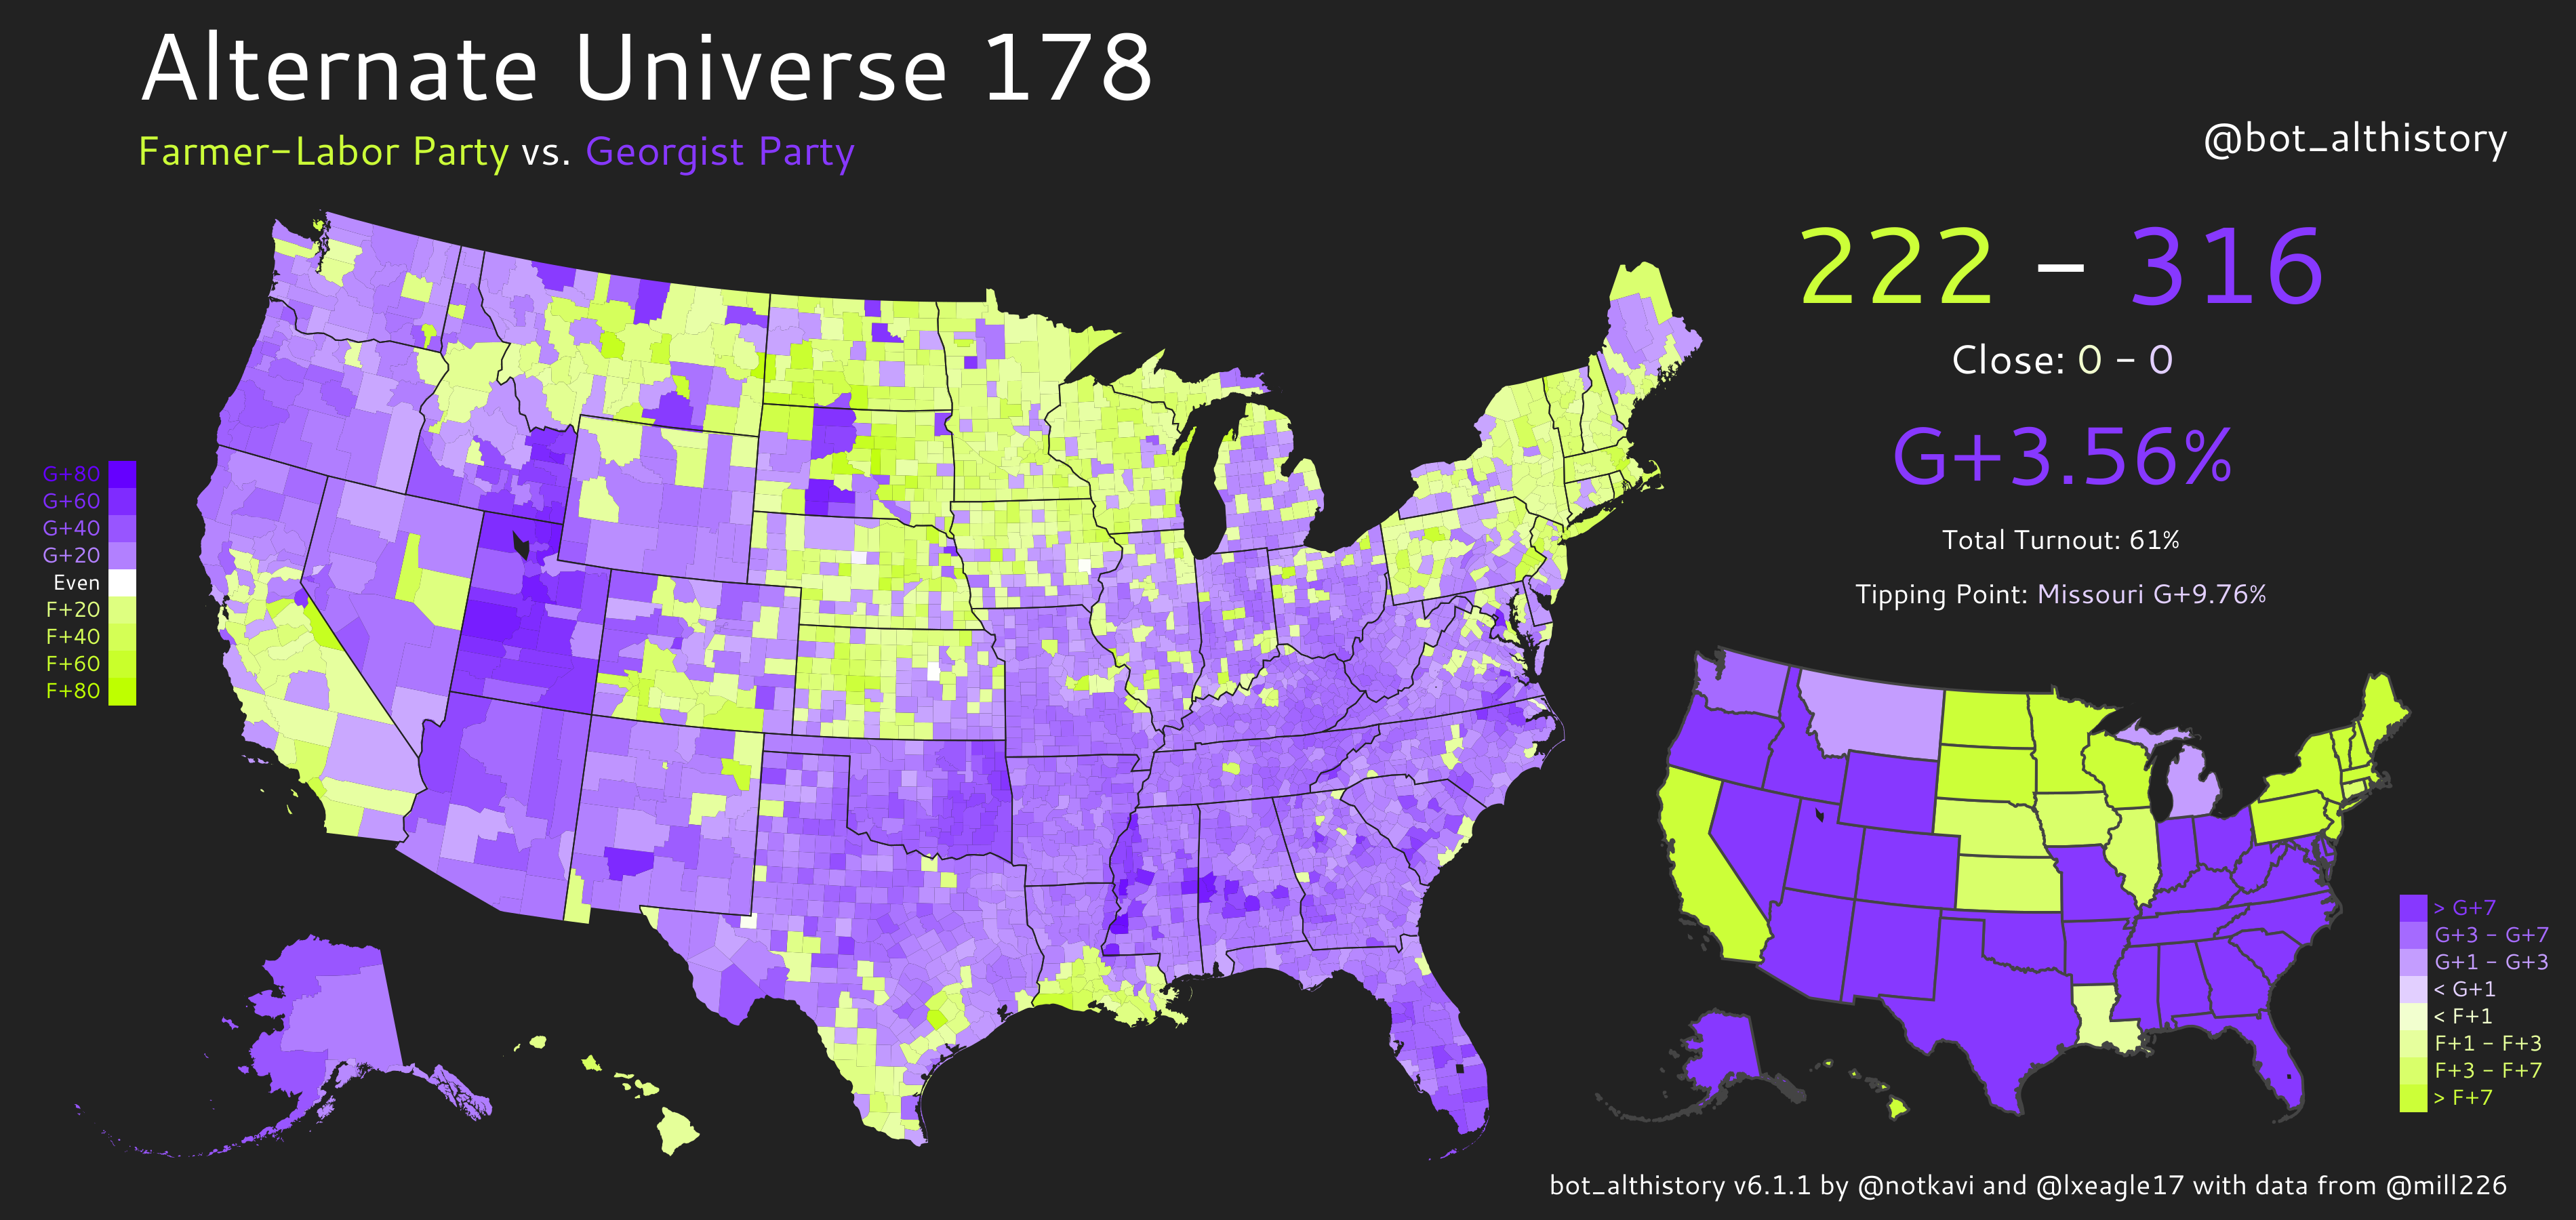 Alternate Universe 178
Farmer-Labor Party vs. Georgist Party
@bot_althistory
222 - 316
Close: 0 - 0
G+3.56%
Total Turnout: 61%
Tipping Point: Missouri G+9.76%
G+80
G+60
G+40
G+20
Even
F+20
F+40
F+60
F+80
> G+7
G+3 - G+7
G+1 - G+3
< G+1
< F+1
F+1 - F+3
F+3 - F+7
> F+7
bot_althistory v6.1.1 by @notkavi and @lxeagle17 with data from @mill226